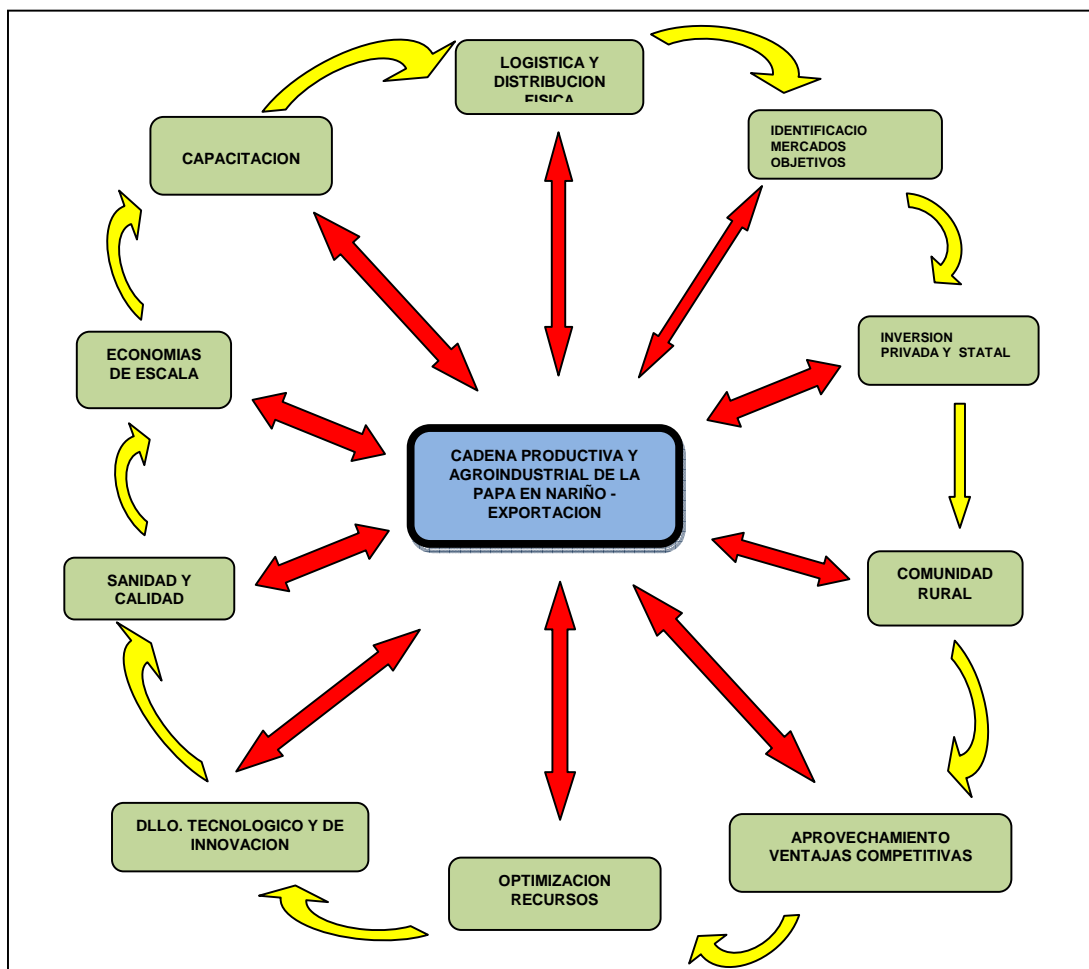 LOGISTICA Y
DISTRIBUCION
FISICA
IDENTIFICACIO
MERCADOS
OBJETIVOS
CAPACITACION
INVERSION
PRIVADA Y STATAL
ECONOMIAS
DE ESCALA
CADENA PRODUCTIVA Y
AGROINDUSTRIAL DE LA
PAPA EN NARIÑO -
EXPORTACION
COMUNIDAD
RURAL
SANIDAD Y
CALIDAD
DLLO. TECNOLOGICO Y DE
INNOVACION
APROVECHAMIENTO
VENTAJAS COMPETITIVAS
OPTIMIZACION
RECURSOS